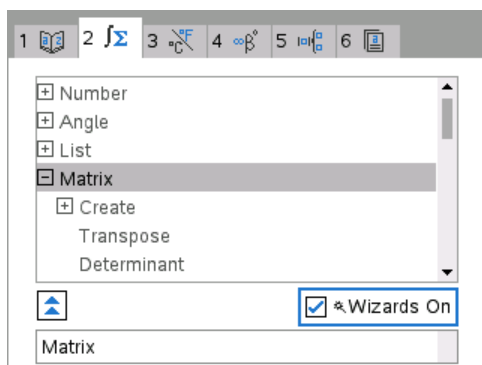 1 2 ∫Σ 3 °C°F 4 ∞β° 5 6
Number
Angle
List
Matrix
Create
Transpose
Determinant
Wizards On
Matrix